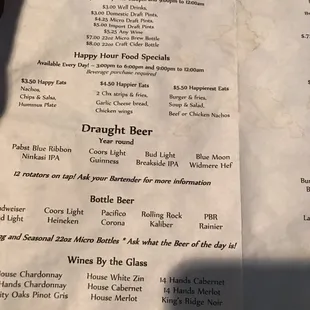 and 9:00pm to 12:00am
$3.00 Well Drinks,
$3.00 Domestic Draft Pints,
$4.25 Micro Draft Pints,
$5.00 Import Draft Pints
$5.25 Any Wine
$7.00 22oz Micro Brew Bottle
$8.00 22oz Craft Cider Bottle
Happy Hour Food Specials
Available Every Day! ~ 3:00pm to 6:00pm and 9:00pm to 12:00am
Beverage purchase required
$3.50 Happy Eats $4.50 Happier Eats $5.50 Happiest Eats
Nachos, 2 Chx strips & fries, Burger & fries,
Chips & Salsa, Garlic Cheese bread, Soup & Salad,
Hummus Plate Chicken wings Beef or Chicken Nachos
Draught Beer
Year round
Pabst Blue Ribbon Coors Light Bud Light Blue Moon
Ninkasi IPA Guinness Breakside IPA Widmere Hef
12 rotators on tap! Ask your Bartender for more information
Bottle Beer
Coors Light Pacifico Rolling Rock PBR
Light Heineken Corona Kaliber Rainier
and Seasonal 22oz Micro Bottles * Ask what the Beer of the day is!
Wines By the Glass
House Chardonnay House White Zin 14 Hands Cabernet
Hands Chardonnay House Cabernet 14 Hands Merlot
Oaks Pinot Gris House Merlot King's Ridge Noir